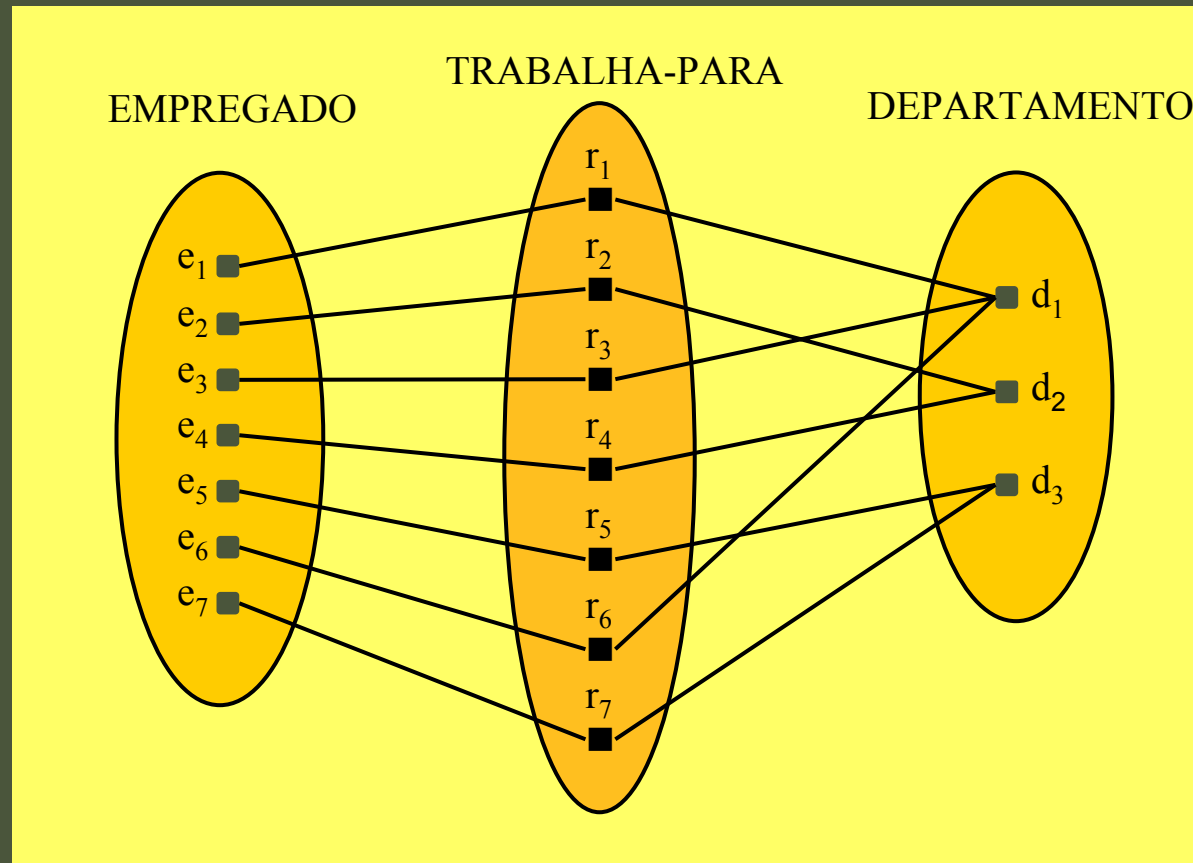 TRABALHA-PARA
EMPREGADO
DEPARTAMENTO
r₁
r₂
r₃
r₄
r₅
r₆
r₇
e₁
e₂
e₃
e₄
e₅
e₆
e₇
d₁
d₂
d₃